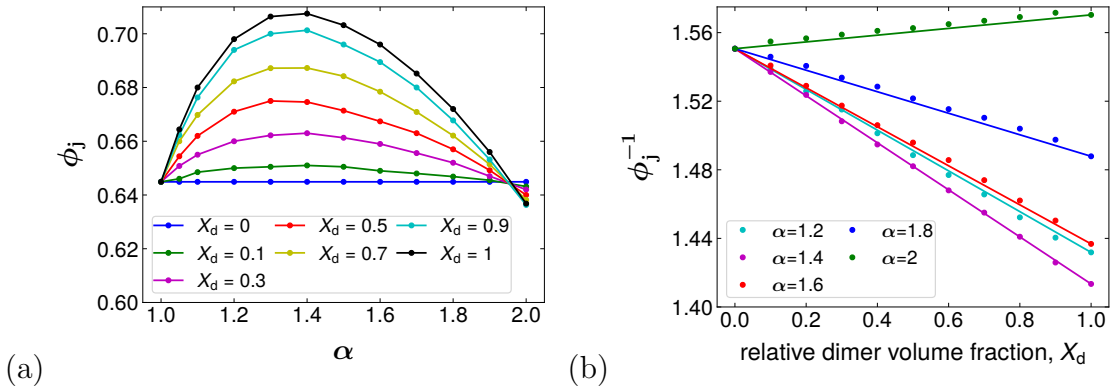 0.70
0.68
0.66
0.64
0.62
0.60
ϕj
1.0 1.2 1.4 1.6 1.8 2.0
α
Xd = 0
Xd = 0.1
Xd = 0.3
Xd = 0.5
Xd = 0.7
Xd = 0.9
Xd = 1
(a)
1.56
1.52
1.48
1.44
1.40
ϕj⁻¹
0.0 0.2 0.4 0.6 0.8 1.0
relative dimer volume fraction, Xd
α=1.2
α=1.4
α=1.6
α=1.8
α=2
(b)